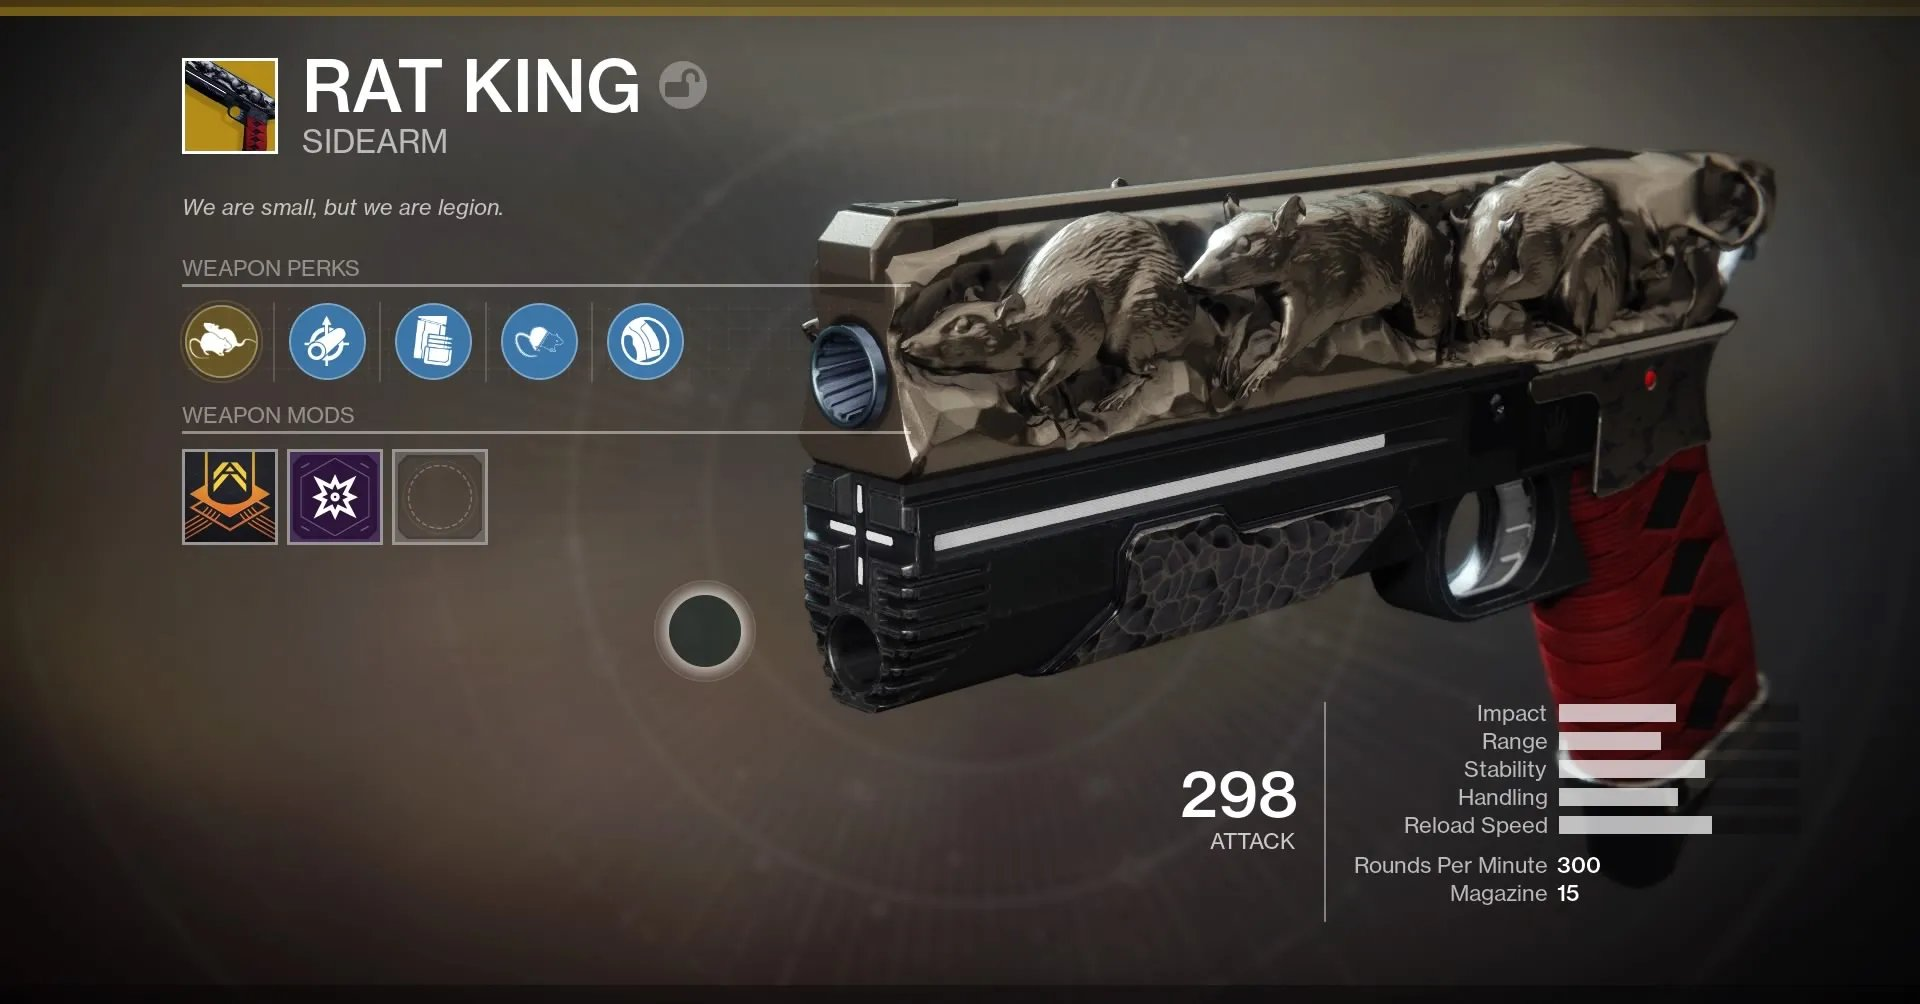 RAT KING
SIDEARM
We are small, but we are legion.
WEAPON PERKS
WEAPON MODS
298
ATTACK
Impact
Range
Stability
Handling
Reload Speed
Rounds Per Minute 300
Magazine 15